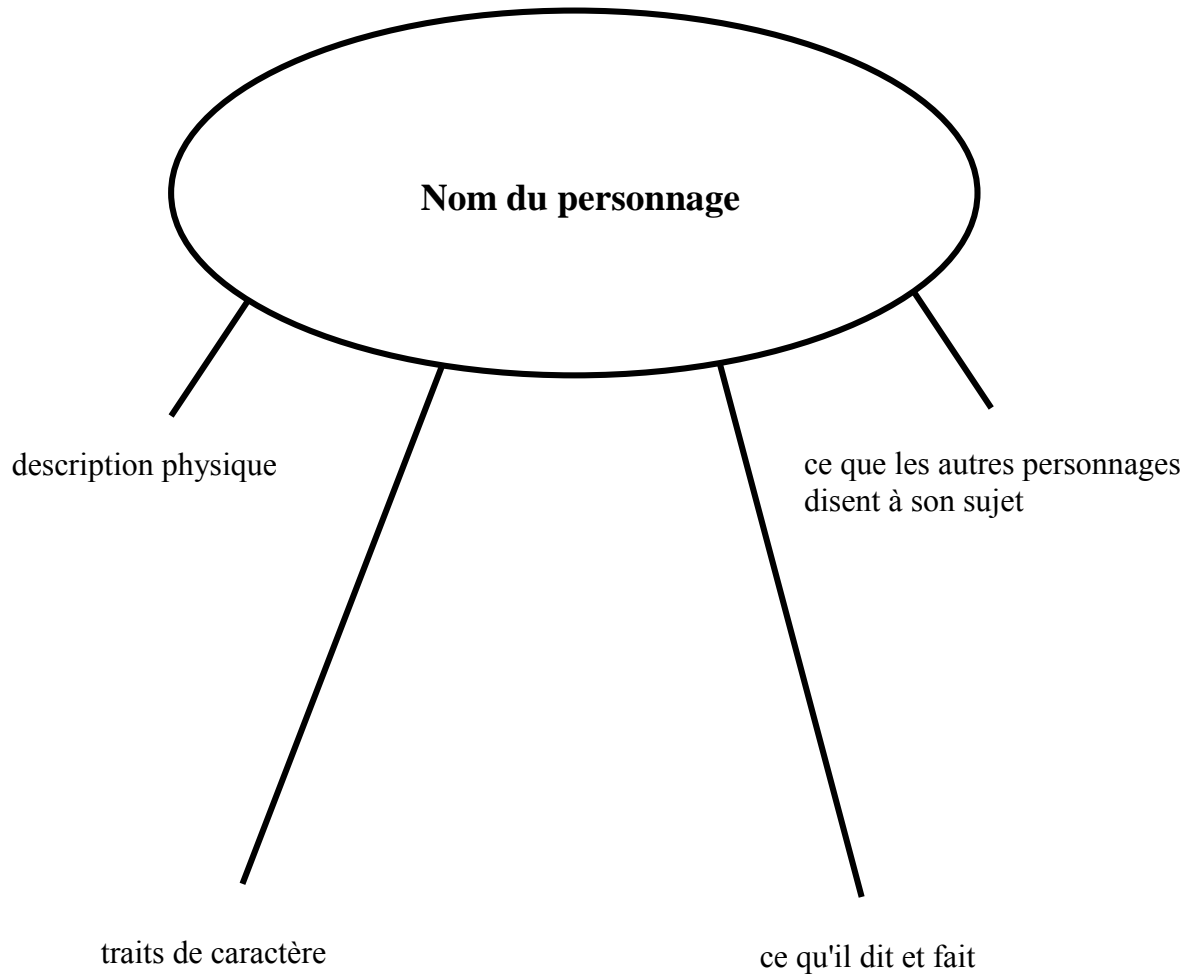 Nom du personnage
description physique
ce que les autres personnages
disent à son sujet
traits de caractère
ce qu'il dit et fait